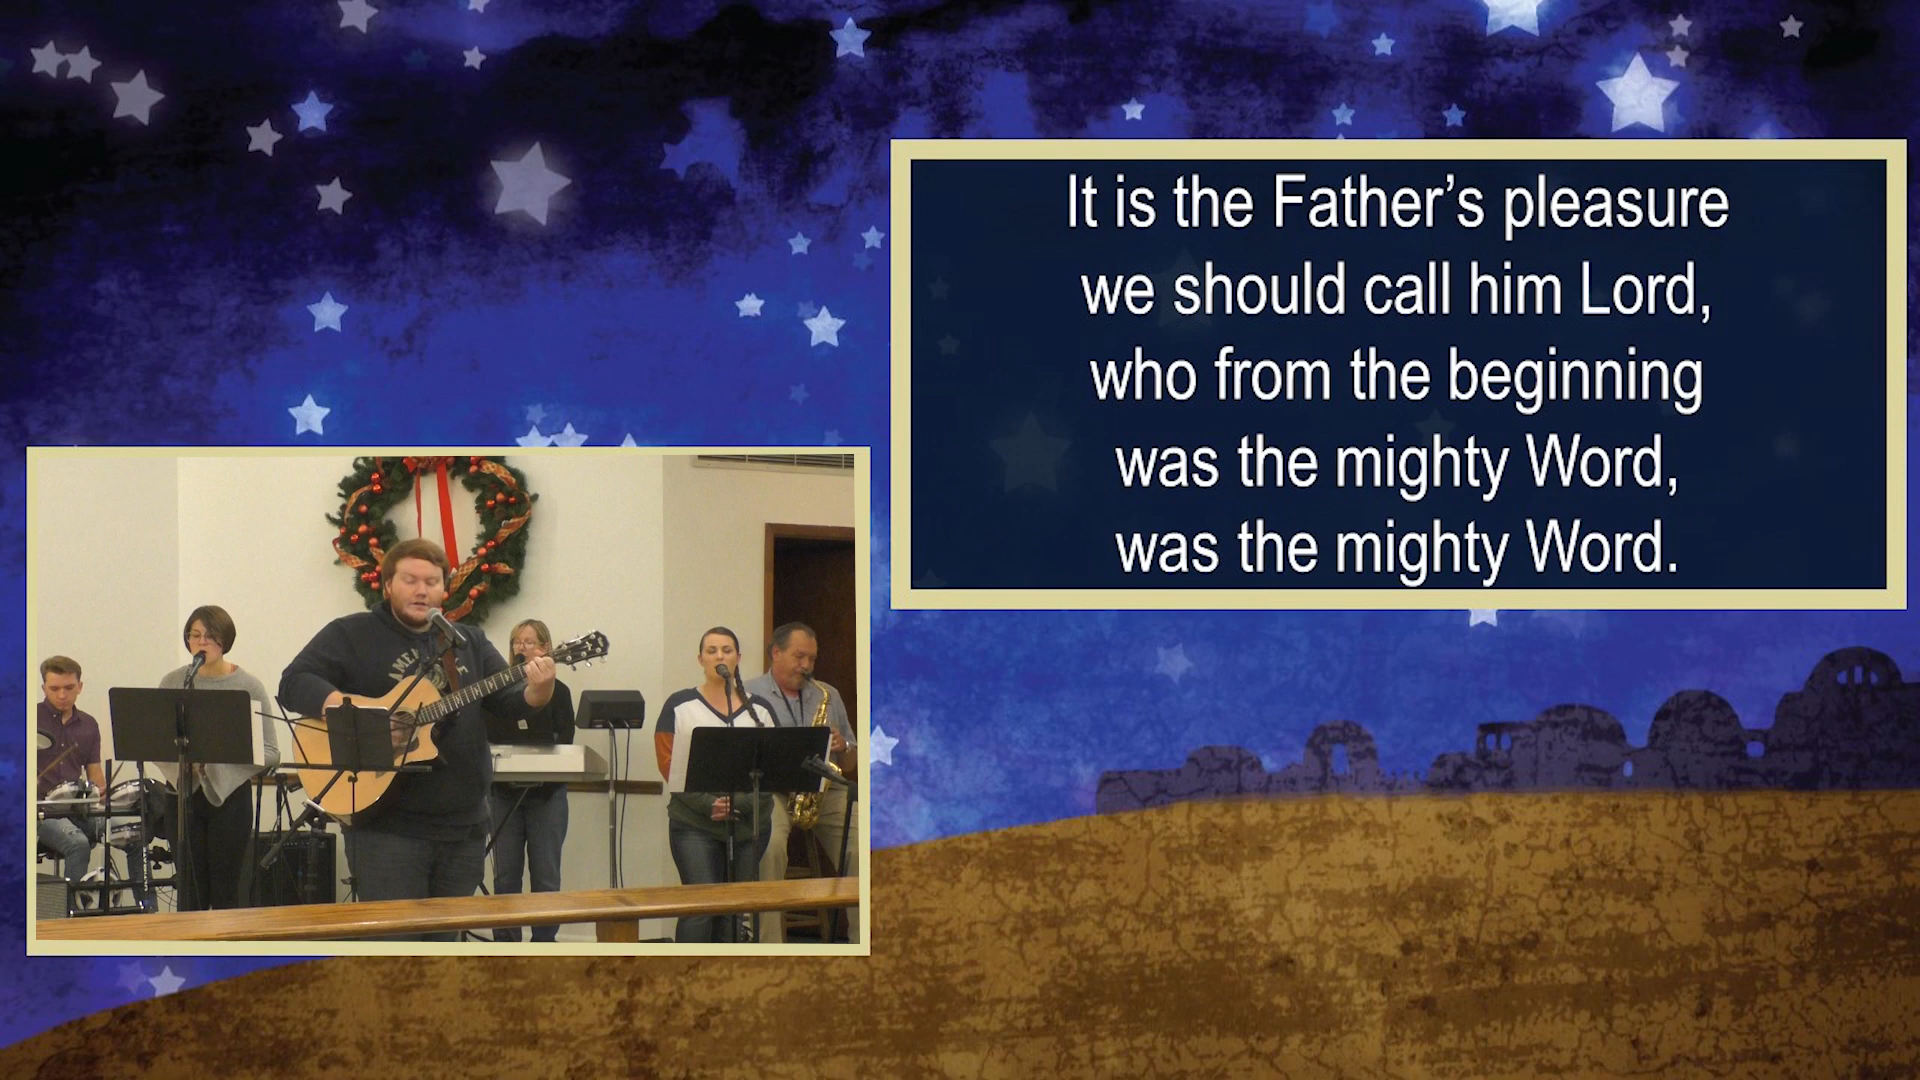 It is the Father’s pleasure
we should call him Lord,
who from the beginning
was the mighty Word,
was the mighty Word.